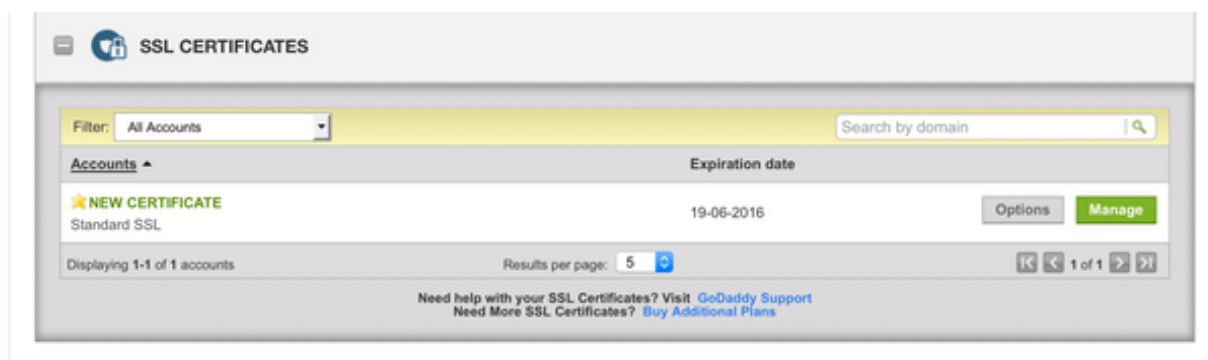 SSL CERTIFICATES
Filter: All Accounts Search by domain
Accounts Expiration date
NEW CERTIFICATE
Standard SSL
19-06-2016 Options Manage
Displaying 1-1 of 1 accounts Results per page: 5 1 of 1
Need help with your SSL Certificates? Visit GoDaddy Support
Need More SSL Certificates? Buy Additional Plans